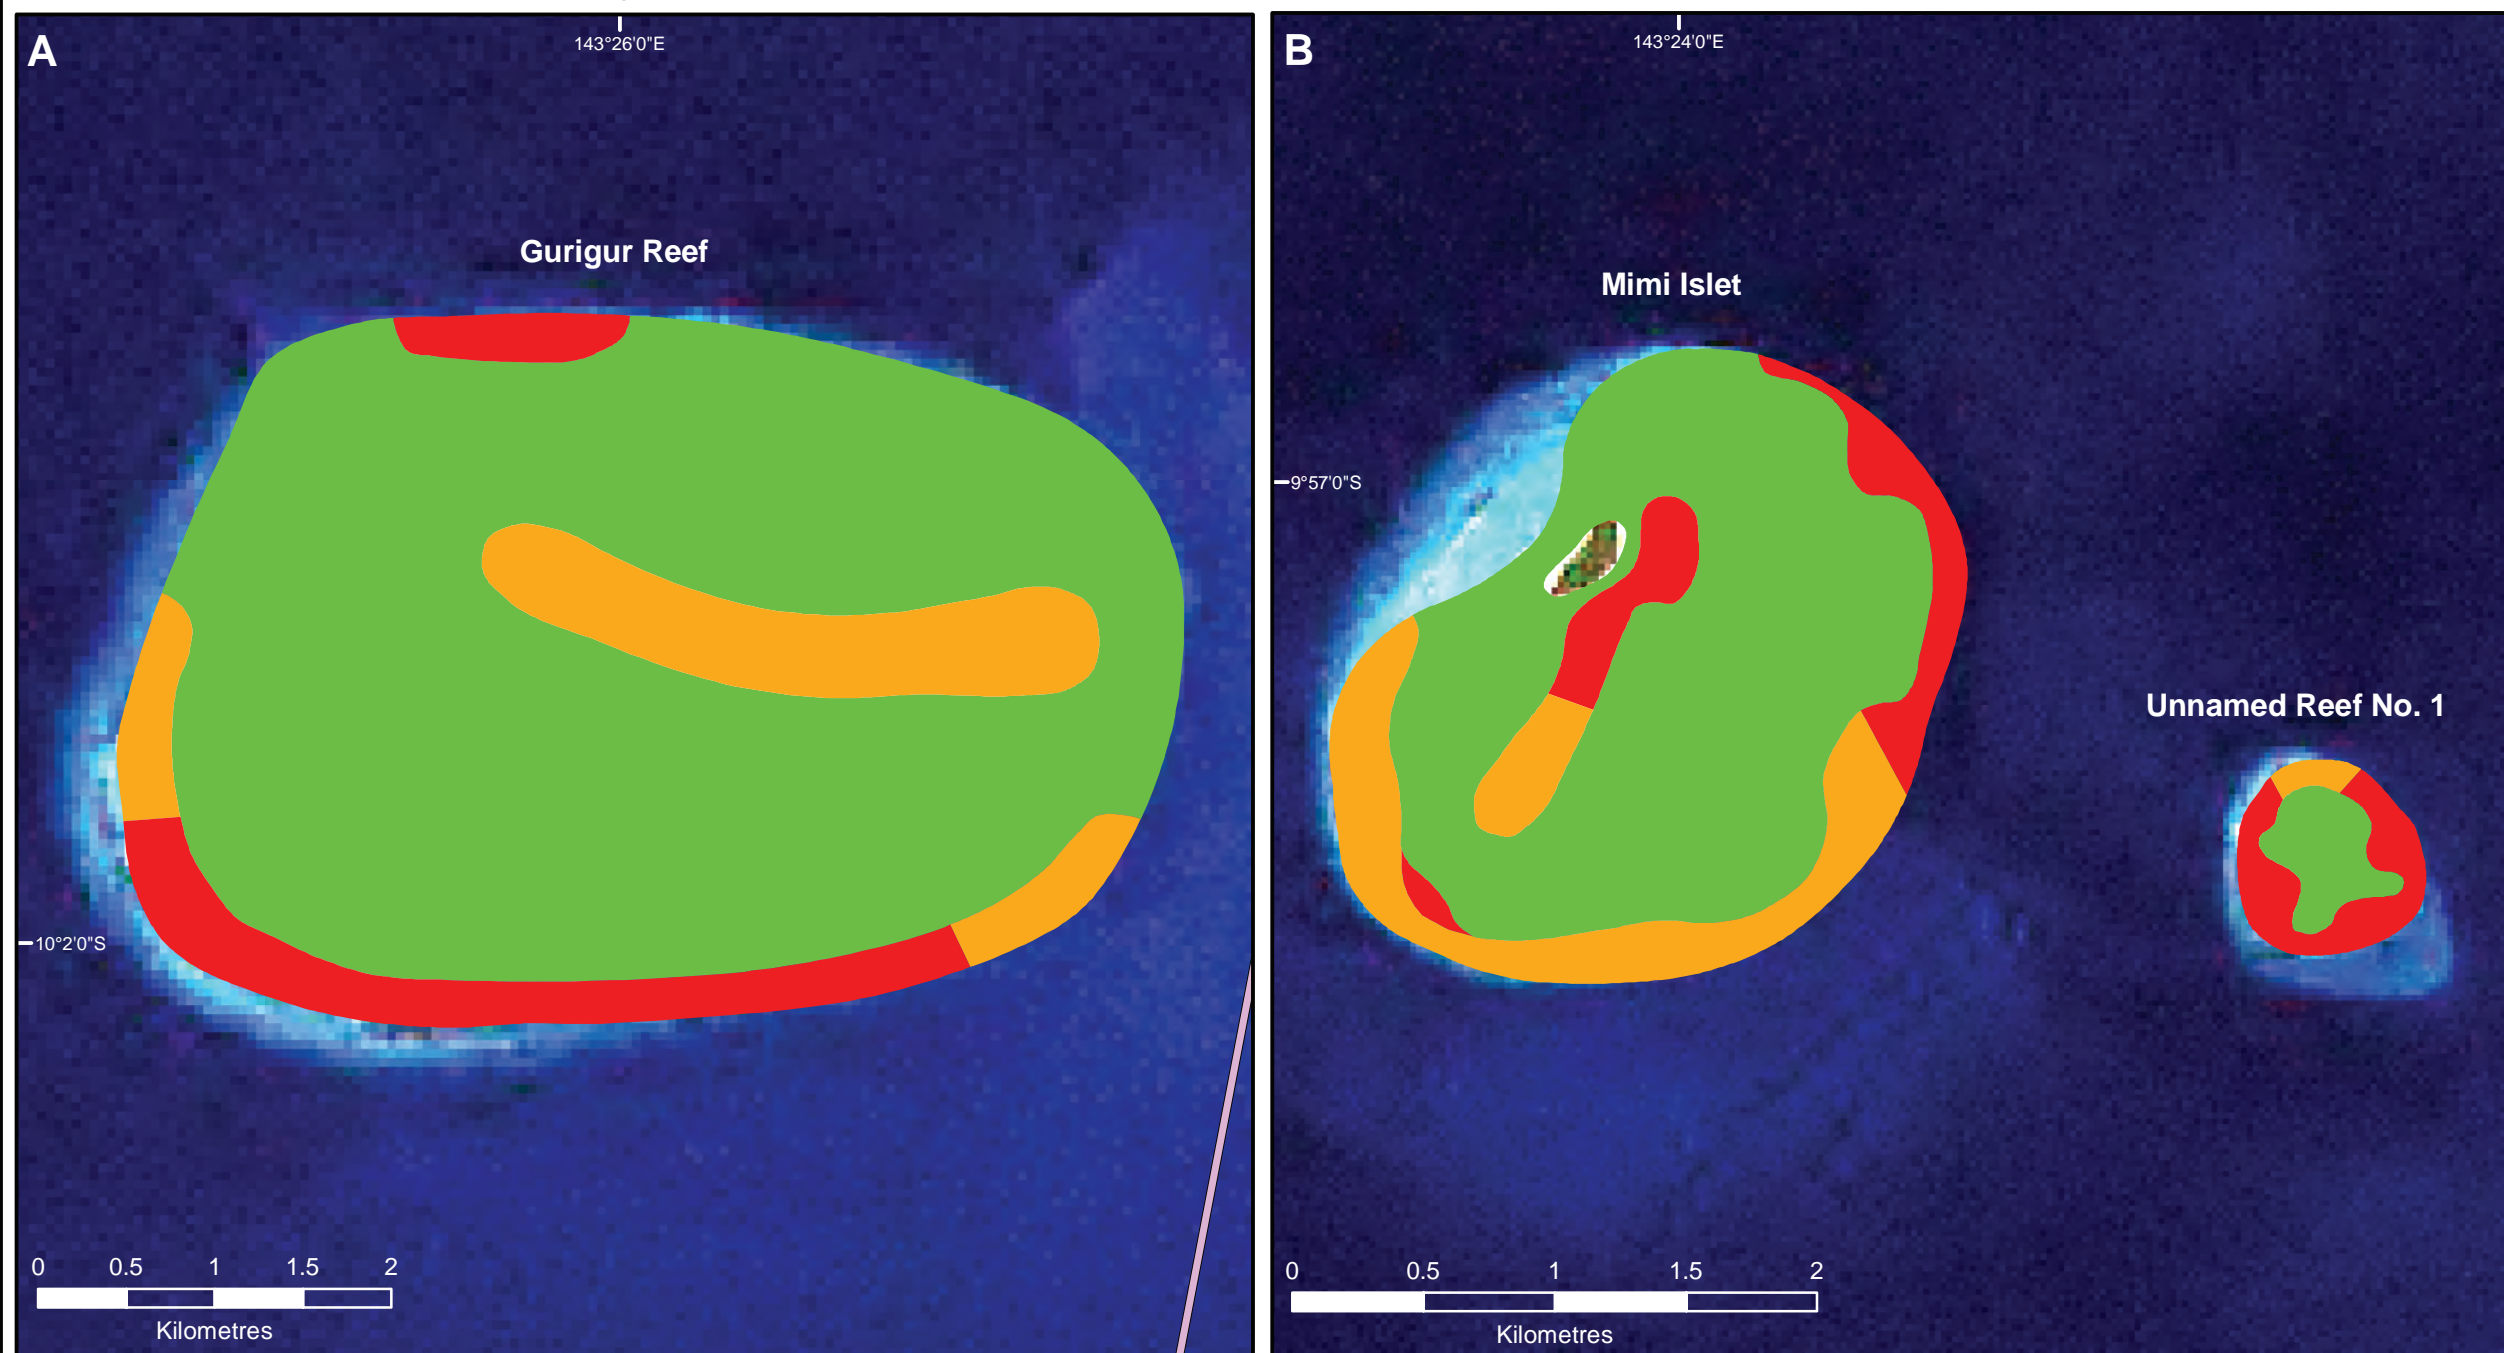 A
143°26'0"E
Gurigur Reef
10°2'0"S
0 0.5 1 1.5 2
Kilometres
B
143°24'0"E
Mimi Islet
9°57'0"S
Unnamed Reef No. 1
0 0.5 1 1.5 2
Kilometres